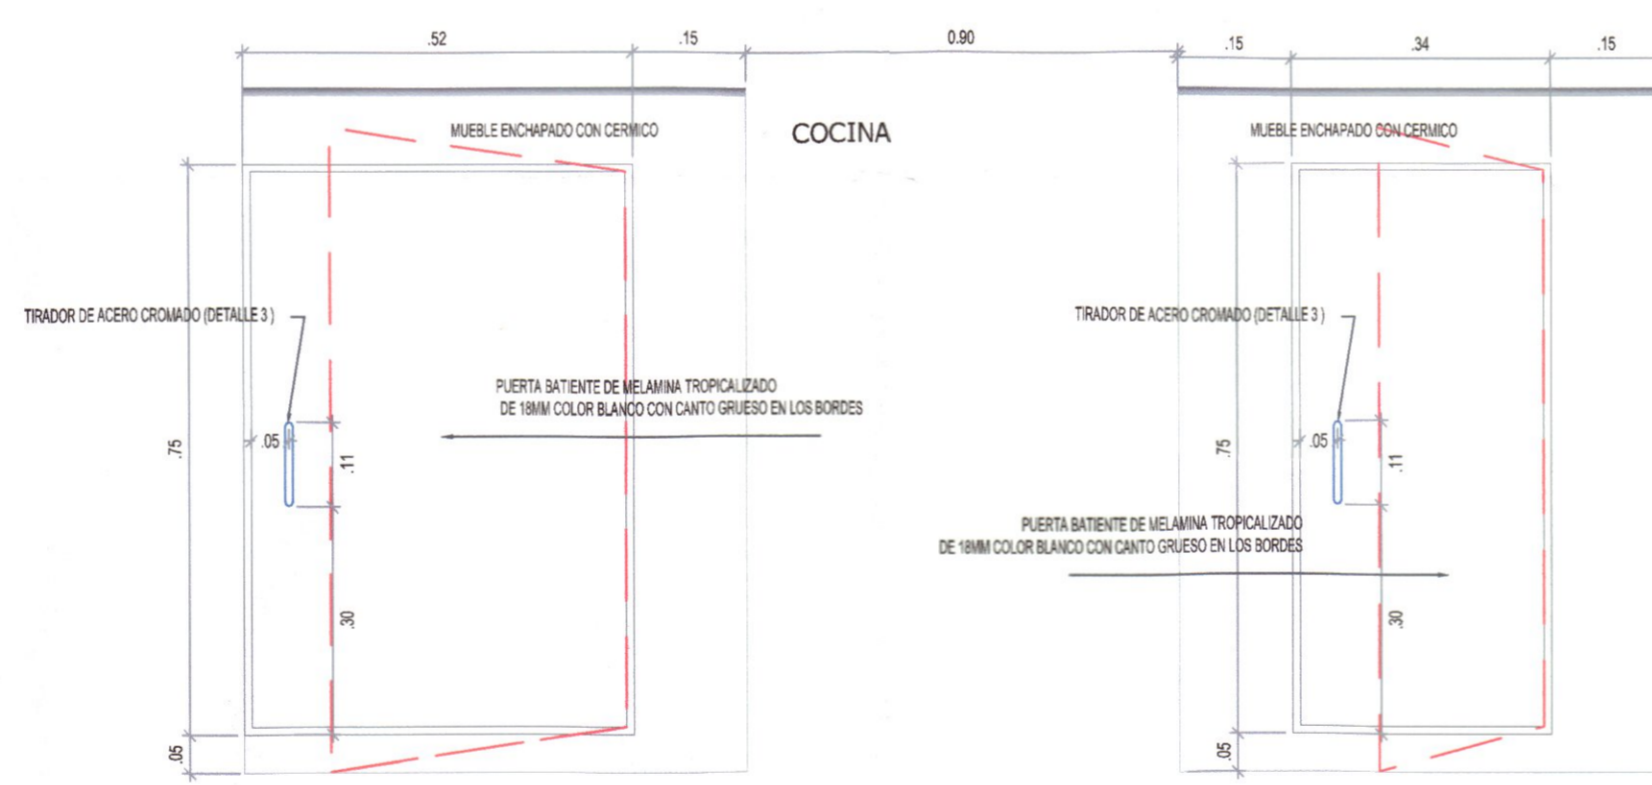 .52
.15
0.90
.15
.34
.15
MUEBLE ENCHAPADO CON CERMICO
COCINA
MUEBLE ENCHAPADO CON CERMICO
TIRADOR DE ACERO CROMADO (DETALLE 3 )
TIRADOR DE ACERO CROMADO (DETALLE 3 )
PUERTA BATIENTE DE MELAMINA TROPICALIZADO
DE 18MM COLOR BLANCO CON CANTO GRUESO EN LOS BORDES
.75
.05
.11
.75
.05
.11
PUERTA BATIENTE DE MELAMINA TROPICALIZADO
DE 18MM COLOR BLANCO CON CANTO GRUESO EN LOS BORDES
.30
.30
.05
.05